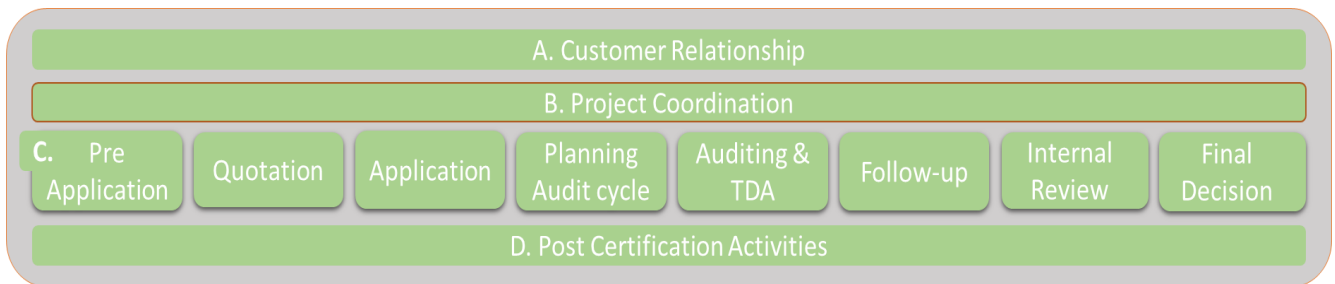 A. Customer Relationship
B. Project Coordination
C. Pre
Application
Quotation
Application
Planning
Audit cycle
Auditing &
TDA
Follow-up
Internal
Review
Final
Decision
D. Post Certification Activities